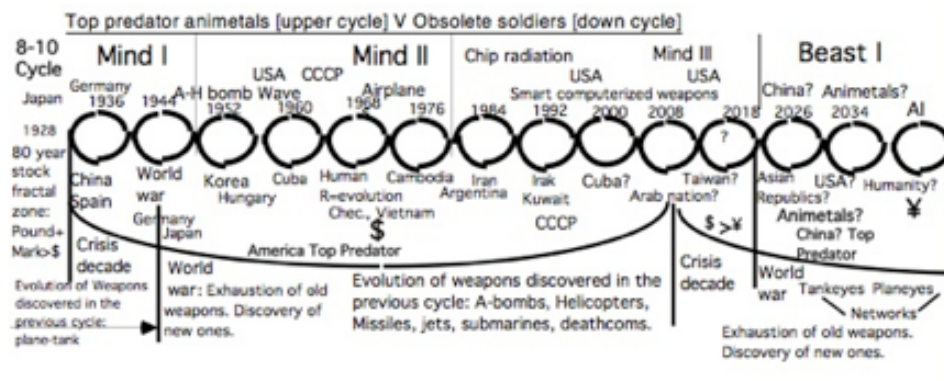 Top predator animetals [upper cycle] V Obsolete soldiers [down cycle]
8-10
Cycle
Mind I
Mind II
Chip radiation
Mind III
Beast I
USA CCCP
USA
USA
Japan
Germany
A-H bomb Wave
Airplane
Smart computerized weapons
China? Animetals?
1936 1944 1952 1960 1968 1976 1984 1992 2000 2008 2018 2026 2034 AI
?
1928
80 year
stock
fractal
zone:
Pound+
Mark>$
China
Spain
World
war
Germany
Japan
Korea
Hungary
Cuba
Human
R=evolution
Chec., Vietnam
$
Cambodia
Iran
Argentina
Irak
Kuwait
CCCP
Cuba?
Arab nation?
Taiwan?
$ >¥
Asian
Republics?
USA?
Humanity?
¥
Animetals?
China? Top
Predator
Crisis
decade
America Top Predator
Evolution of Weapons
discovered in the
previous cycle:
plane-tank
World
war: Exhaustion of old
weapons. Discovery of
new ones.
Evolution of weapons discovered in the
previous cycle: A-bombs, Helicopters,
Missiles, jets, submarines, deathcoms.
Crisis
decade
World
war
Tankeyes Planeyes
Networks
Exhaustion of old weapons.
Discovery of new ones.